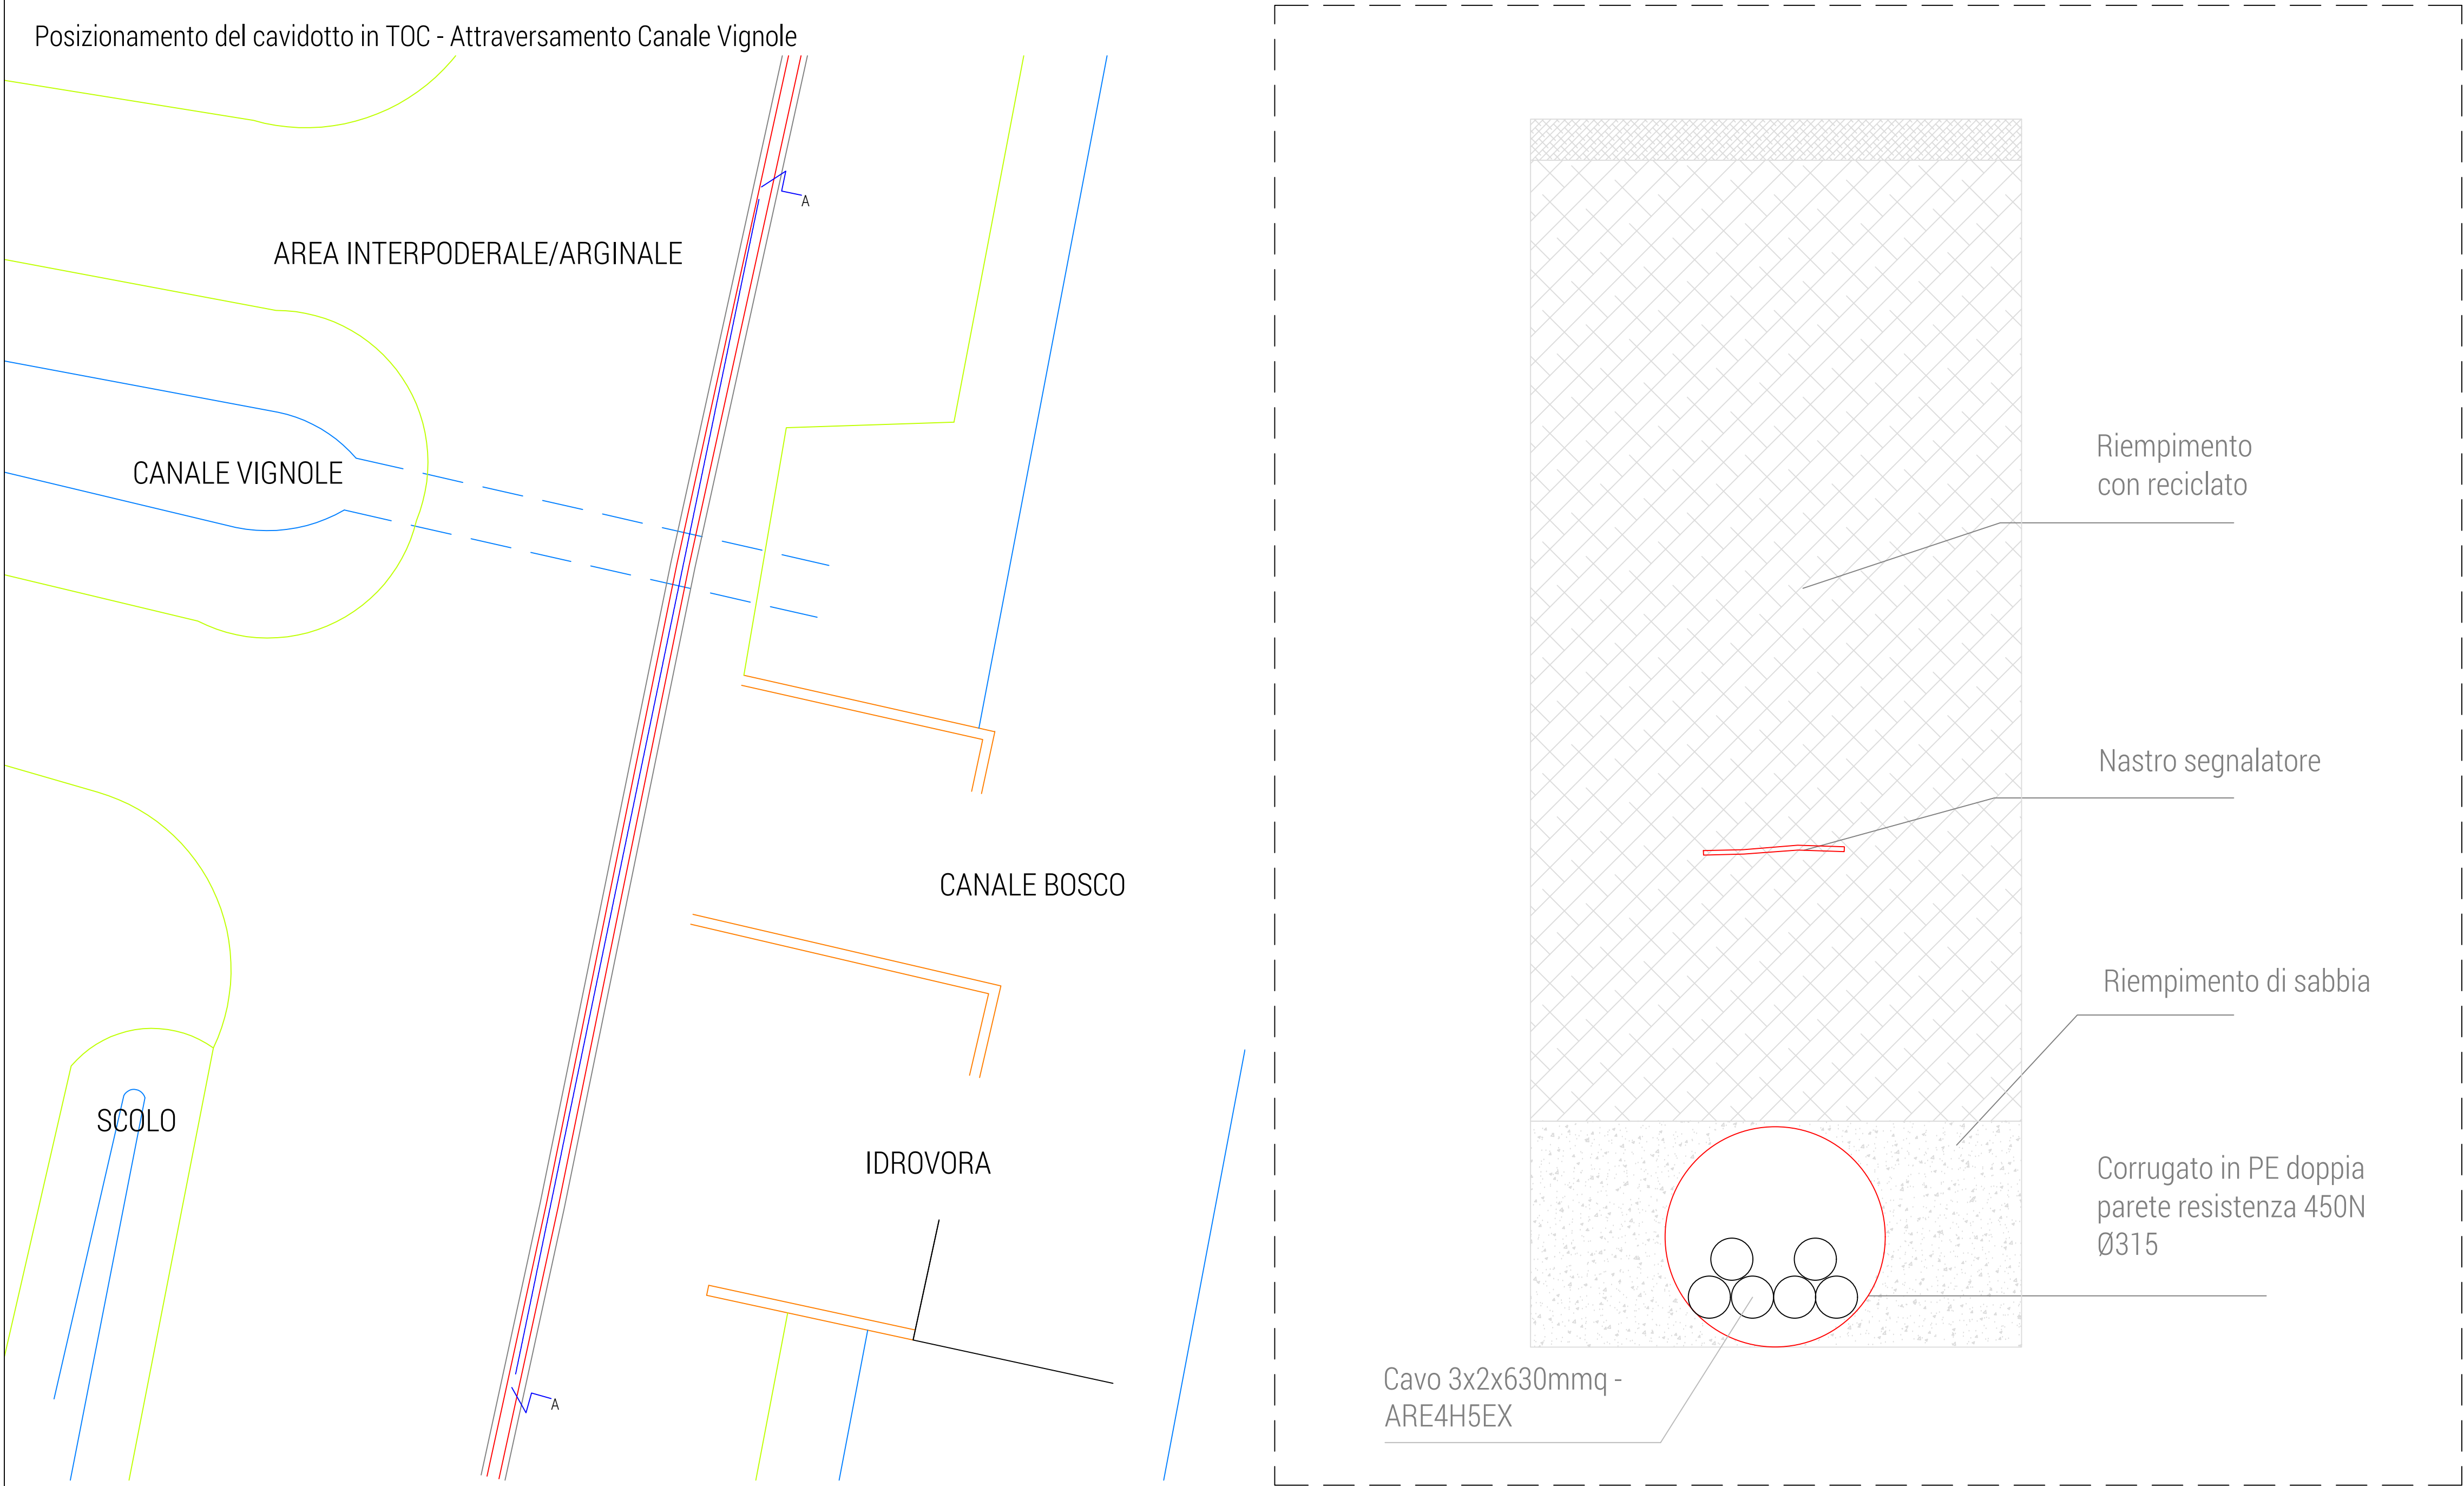 Posizionamento del cavidotto in TOC - Attraversamento Canale Vignole
A
AREA INTERPODERALE/ARGINALE
CANALE VIGNOLE
CANALE BOSCO
SCOLO
IDROVORA
A
Riempimento
con reciclato
Nastro segnalatore
Riempimento di sabbia
Corrugato in PE doppia
parete resistenza 450N
Ø315
Cavo 3x2x630mmq -
ARE4H5EX